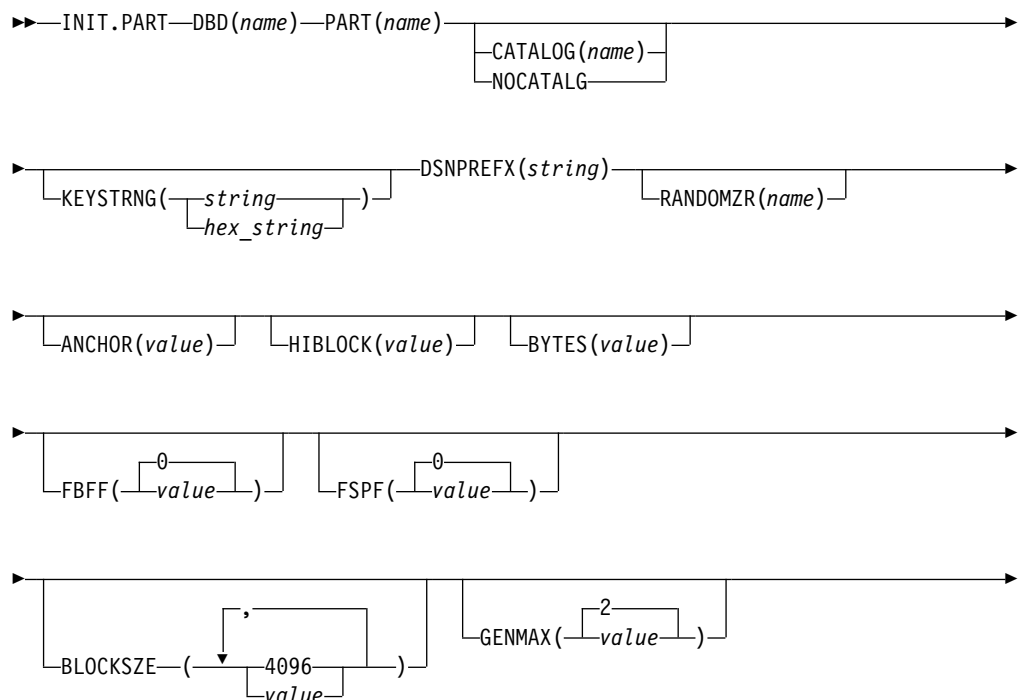 INIT.PART DBD(name) PART(name)
CATALOG(name)
NOCATALG
DSNPREFX(string)
KEYSTRNG( string )
hex_string
RANDOMZR(name)
ANCHOR(value) HIBLOCK(value) BYTES(value)
0 0
FBFF( value ) FSPF( value )
, 2
GENMAX( value )
BLOCKSZE ( 4096 )
value